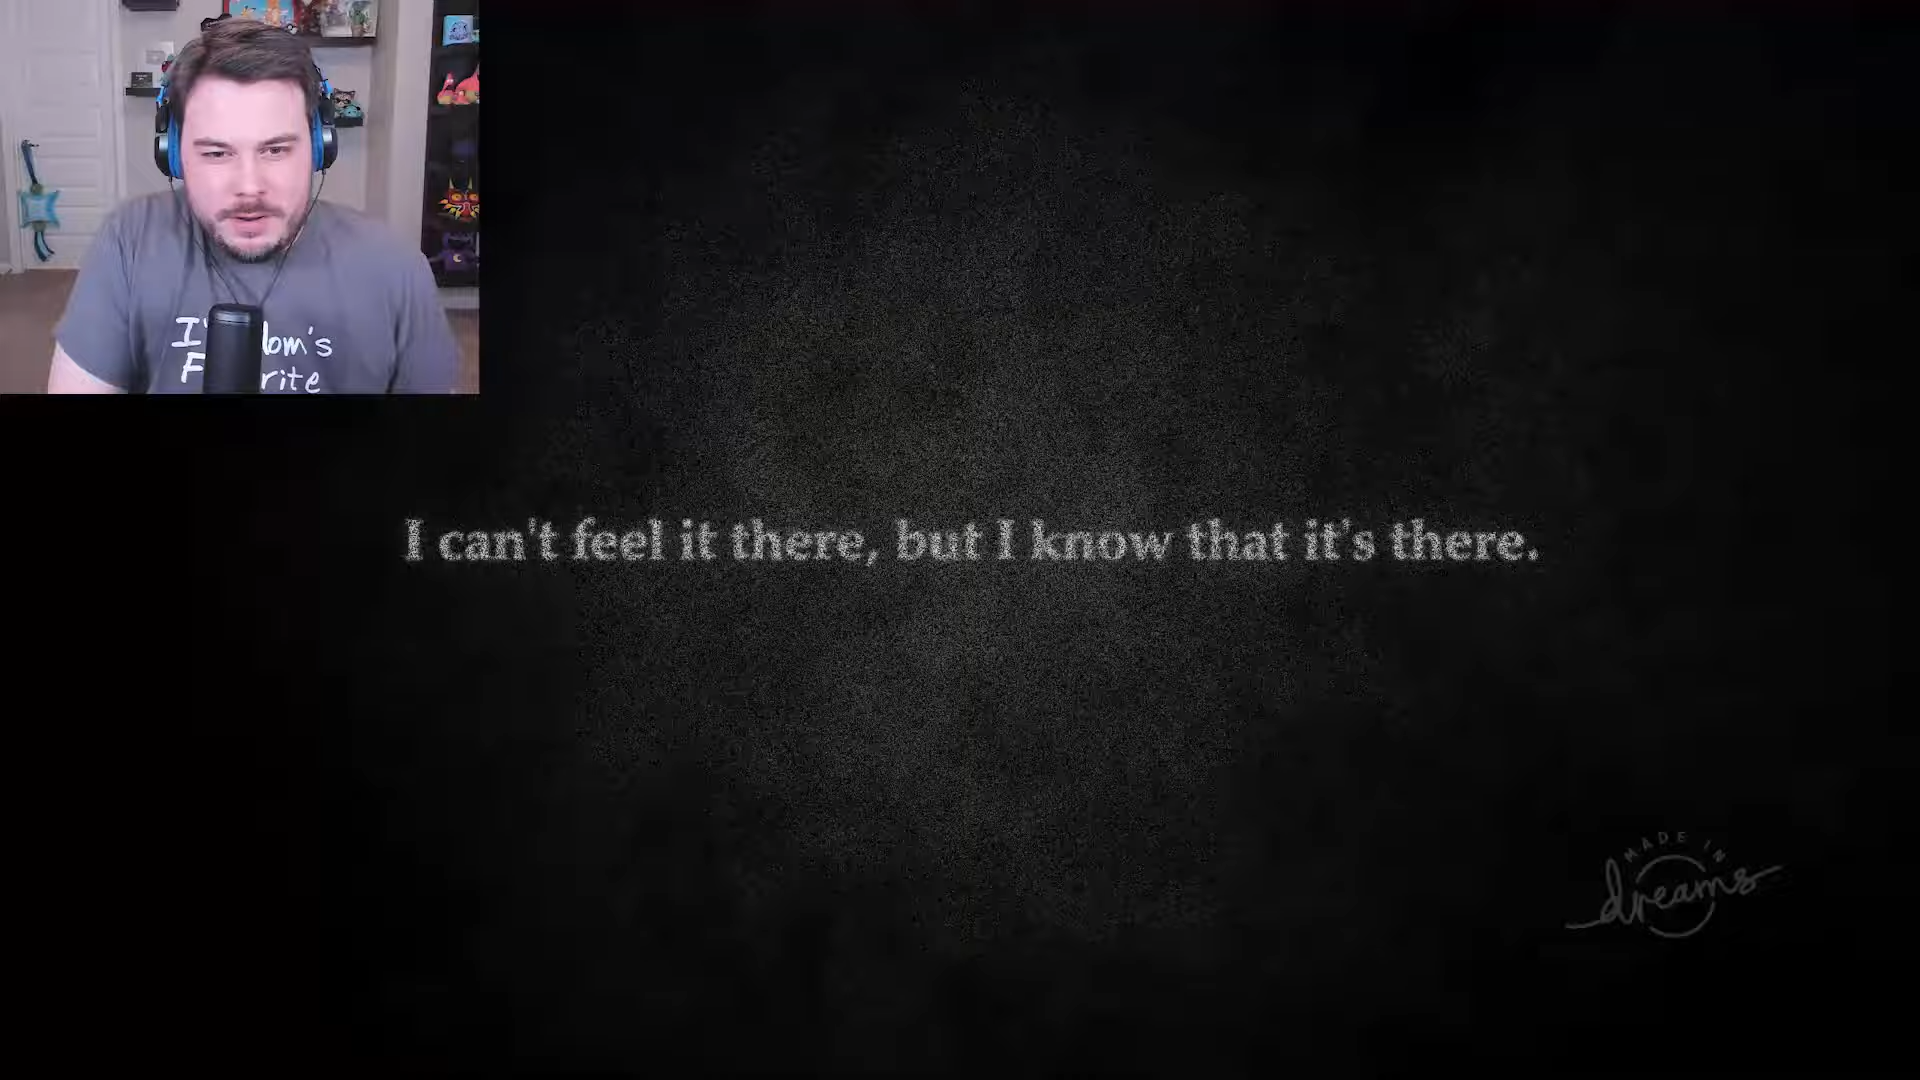 I can't feel it there, but I know that it's there.
MADE IN
dreams